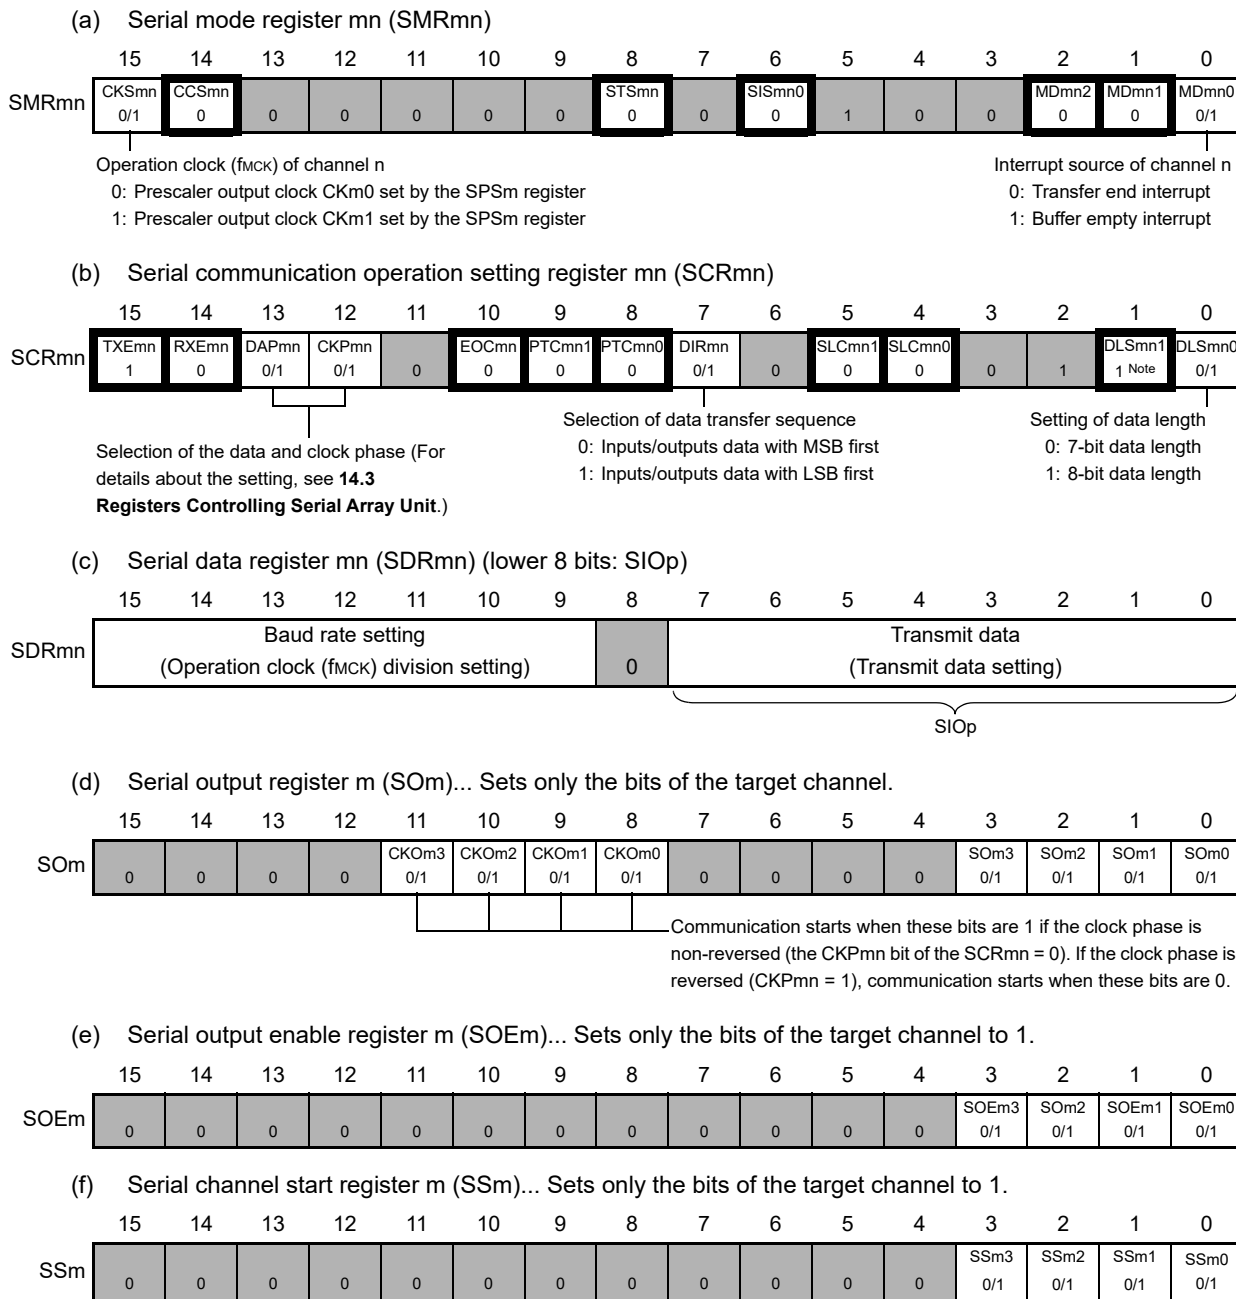 (a) Serial mode register mn (SMRmn)
15 14 13 12 11 10 9 8 7 6 5 4 3 2 1 0
SMRmn CKSmn CCSmn STSmn SISmn0 MDmn2 MDmn1 MDmn0
0/1 0 0 0 0 0 0 0 0 0 1 0 0 0 0 0/1
Operation clock (fMCK) of channel n
0: Prescaler output clock CKm0 set by the SPSm register
1: Prescaler output clock CKm1 set by the SPSm register
Interrupt source of channel n
0: Transfer end interrupt
1: Buffer empty interrupt
(b) Serial communication operation setting register mn (SCRmn)
15 14 13 12 11 10 9 8 7 6 5 4 3 2 1 0
SCRmn TXEmn RXEmn DAPmn CKPmn EOCmn PTCmn1 PTCmn0 DIRmn SLCmn1 SLCmn0 DLSmn1 DLSmn0
1 0 0/1 0/1 0 0 0 0 0/1 0 0 0 0 1 1 Note 0/1
Selection of the data and clock phase (For
details about the setting, see 14.3
Registers Controlling Serial Array Unit.)
Selection of data transfer sequence
0: Inputs/outputs data with MSB first
1: Inputs/outputs data with LSB first
Setting of data length
0: 7-bit data length
1: 8-bit data length
(c) Serial data register mn (SDRmn) (lower 8 bits: SIOp)
15 14 13 12 11 10 9 8 7 6 5 4 3 2 1 0
SDRmn
Baud rate setting
(Operation clock (fMCK) division setting)
0
Transmit data
(Transmit data setting)
SIOp
(d) Serial output register m (SOm)... Sets only the bits of the target channel.
15 14 13 12 11 10 9 8 7 6 5 4 3 2 1 0
SOm CKOm3 CKOm2 CKOm1 CKOm0 SOm3 SOm2 SOm1 SOm0
0 0 0 0 0/1 0/1 0/1 0/1 0 0 0 0 0/1 0/1 0/1 0/1
Communication starts when these bits are 1 if the clock phase is
non-reversed (the CKPmn bit of the SCRmn = 0). If the clock phase is
reversed (CKPmn = 1), communication starts when these bits are 0.
(e) Serial output enable register m (SOEm)... Sets only the bits of the target channel to 1.
15 14 13 12 11 10 9 8 7 6 5 4 3 2 1 0
SOEm SOEm3 SOm2 SOEm1 SOEm0
0 0 0 0 0 0 0 0 0 0 0 0 0/1 0/1 0/1 0/1
(f) Serial channel start register m (SSm)... Sets only the bits of the target channel to 1.
15 14 13 12 11 10 9 8 7 6 5 4 3 2 1 0
SSm SSm3 SSm2 SSm1 SSm0
0 0 0 0 0 0 0 0 0 0 0 0 0/1 0/1 0/1 0/1